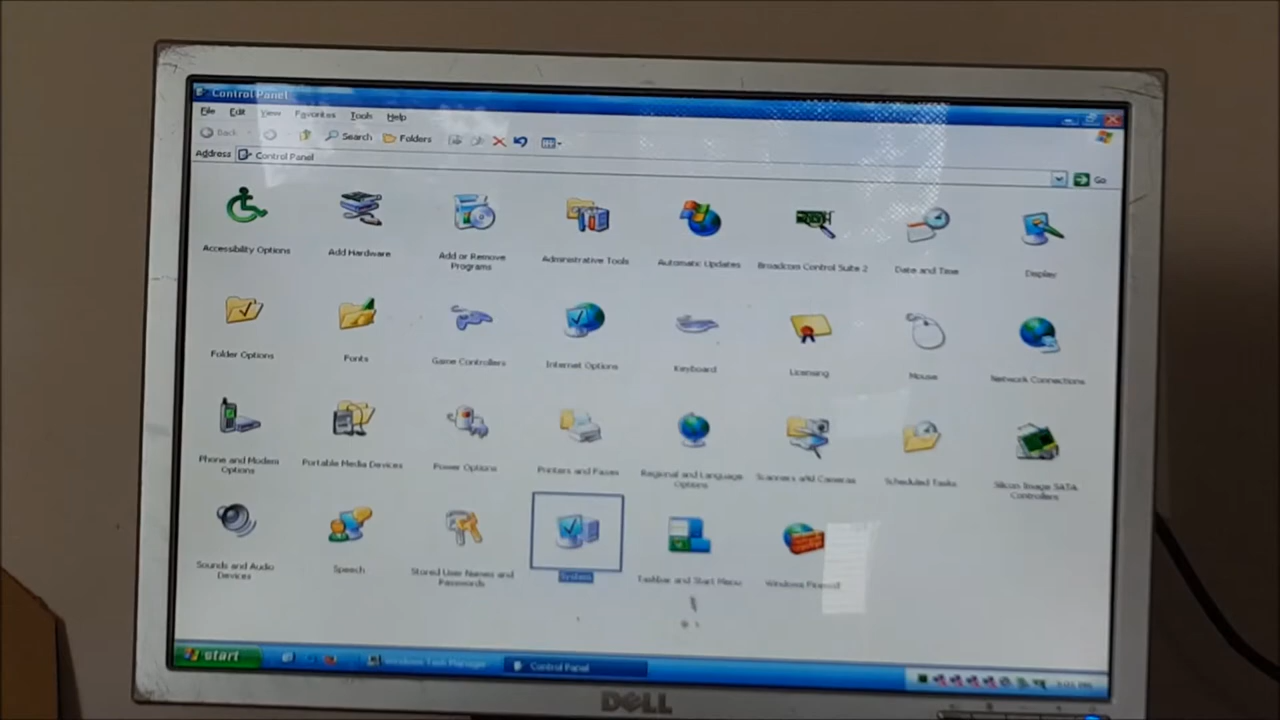 Control Panel
File Edit View Favorites Tools Help
Back Search Folders
Address Control Panel Go
Accessibility Options
Add Hardware
Add or Remove
Programs
Administrative Tools
Automatic Updates
Broadcom Control Suite 2
Date and Time
Display
Folder Options
Fonts
Game Controllers
Internet Options
Keyboard
Licensing
Mouse
Network Connections
Phone and Modem
Options
Portable Media Devices
Power Options
Printers and Faxes
Regional and Language
Options
Scanners and Cameras
Scheduled Tasks
Silicon Image SATA
Controllers
Sounds and Audio
Devices
Speech
Stored User Names and
Passwords
System
Taskbar and Start Menu
Windows Firewall
start Windows Task Manager Control Panel
DELL